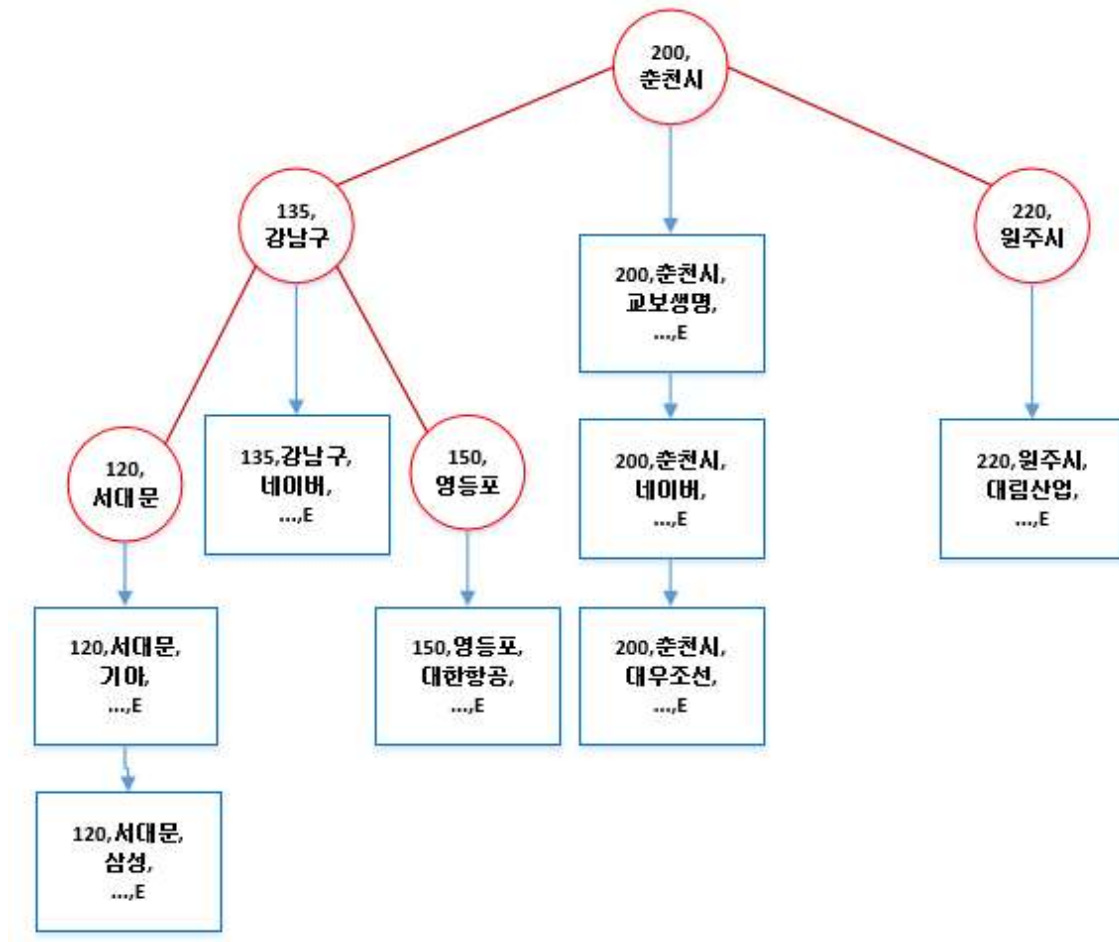 200,
춘천시
135,
강남구
220,
원주시
200,춘천시,
교보생명,
...,E
120,
서대문
135,강남구,
네이버,
...,E
150,
영등포
200,춘천시,
네이버,
...,E
220,원주시,
대림산업,
...,E
120,서대문,
기아,
...,E
150,영등포,
대한항공,
...,E
200,춘천시,
대우조선,
...,E
120,서대문,
삼성,
...,E